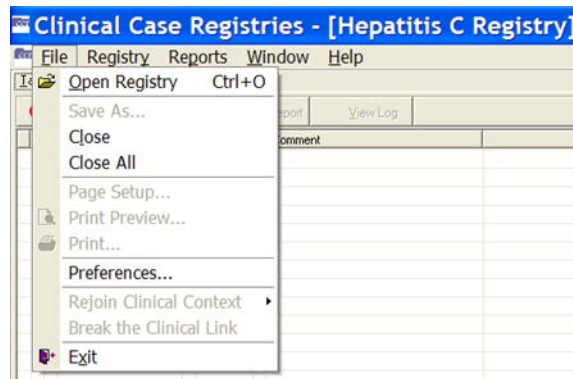 Clinical Case Registries - [Hepatitis C Registry]
File Registry Reports Window Help
Open Registry Ctrl+O
Save As...
View Log
Close
Comment
Close All
Page Setup...
Print Preview...
Print...
Preferences...
Rejoin Clinical Context
Break the Clinical Link
Exit